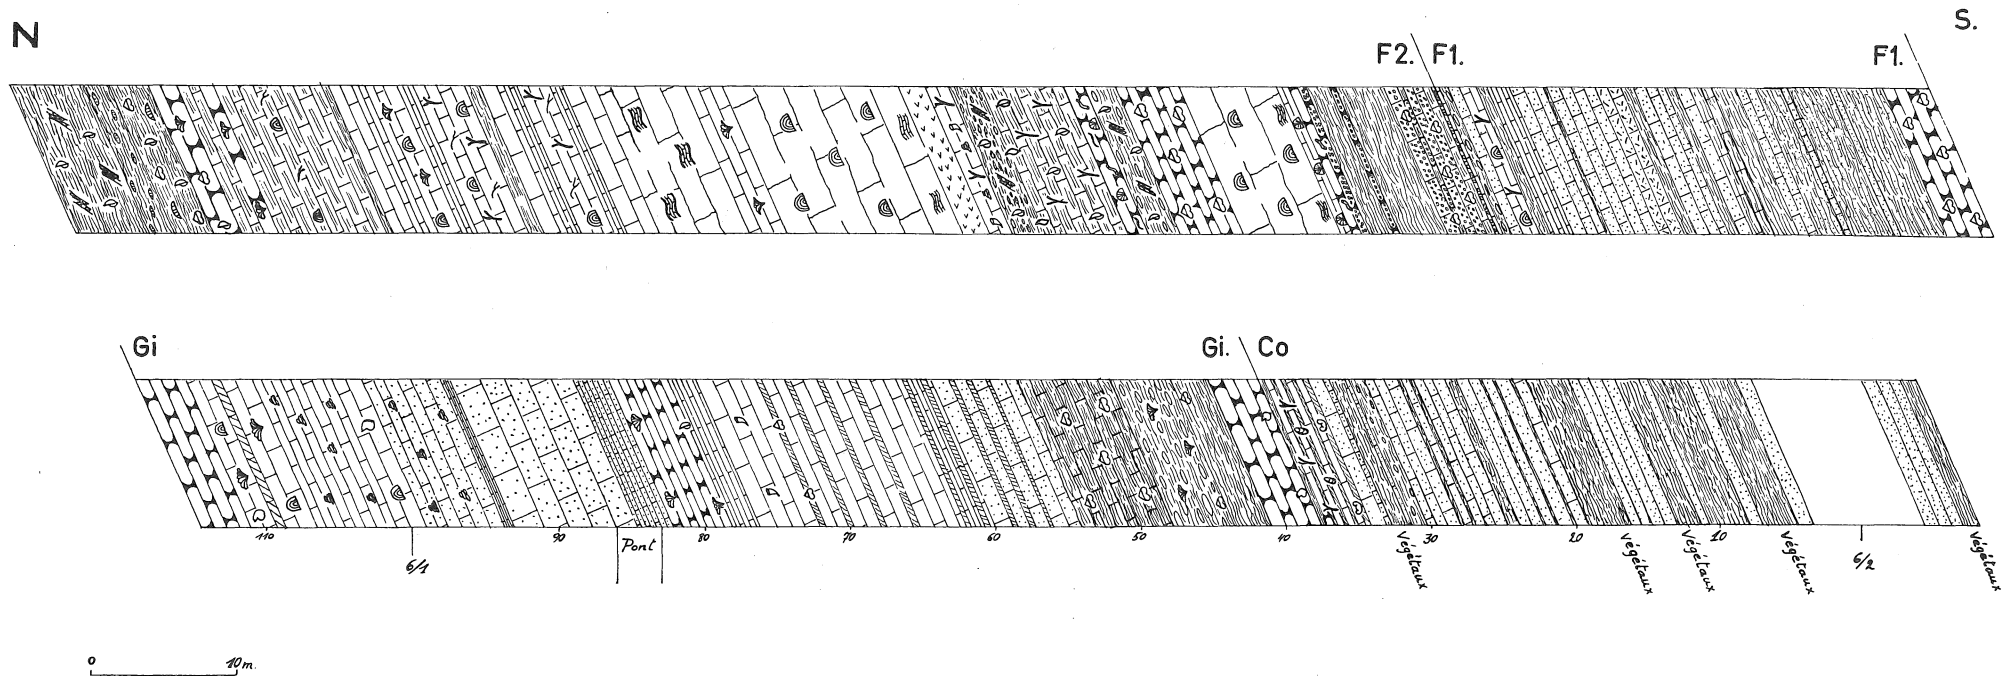 N S.
F2. F1. F1.
Gi Gi. Co
110 90 80 70 60 50 40 30 20 10
6/1 Pont 6/2
Végétaux Végétaux Végétaux Végétaux Végétaux
0 10 m.